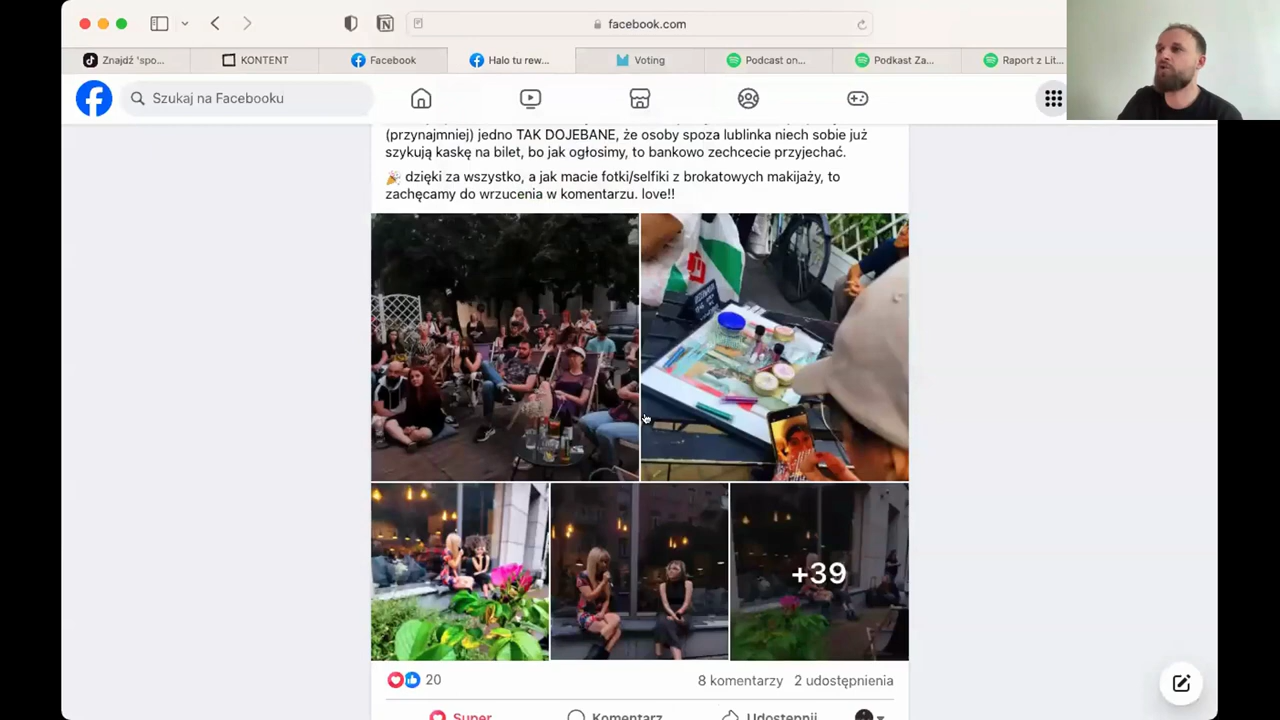 facebook.com
Znajdź 'spo...
KONTENT
Facebook
Halo tu rew...
Voting
Podcast on...
Podkast Za...
Raport z Lit...
Szukaj na Facebooku
(przynajmniej) jedno TAK DOJEBANE, że osoby spoza lublinka niech sobie już
szykują kaskę na bilet, bo jak ogłosimy, to bankowo zechcecie przyjechać.
🎉 dzięki za wszystko, a jak macie fotki/selfiki z brokatowych makijaży, to
zachęcamy do wrzucenia w komentarzu. love!!
+39
20
8 komentarzy
2 udostępnienia
Super
Komentarz
Udostępnij